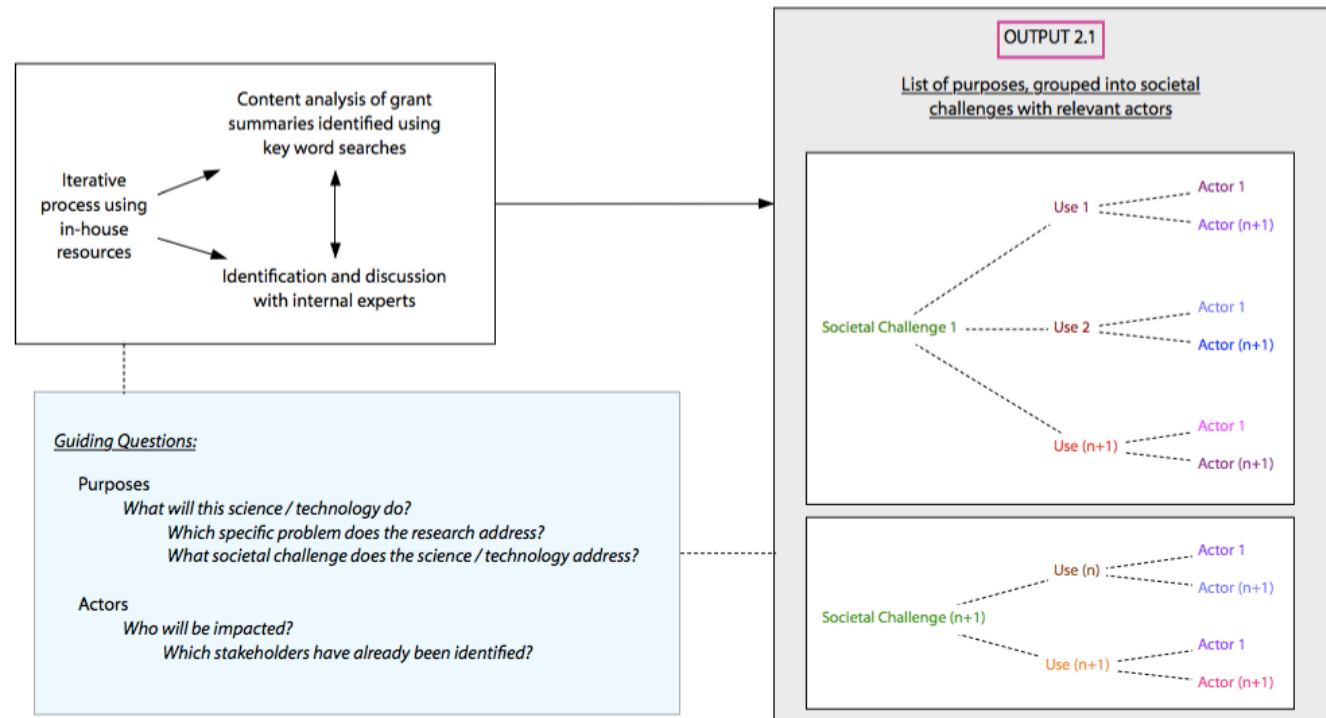 Content analysis of grant
summaries identified using
key word searches
Iterative
process using
in-house
resources
Identification and discussion
with internal experts
Guiding Questions:
Purposes
What will this science / technology do?
Which specific problem does the research address?
What societal challenge does the science / technology address?
Actors
Who will be impacted?
Which stakeholders have already been identified?
OUTPUT 2.1
List of purposes, grouped into societal
challenges with relevant actors
Societal Challenge 1
Use 1
Actor 1
Actor (n+1)
Use 2
Actor 1
Actor (n+1)
Use (n+1)
Actor 1
Actor (n+1)
Societal Challenge (n+1)
Use (n)
Actor 1
Actor (n+1)
Use (n+1)
Actor 1
Actor (n+1)